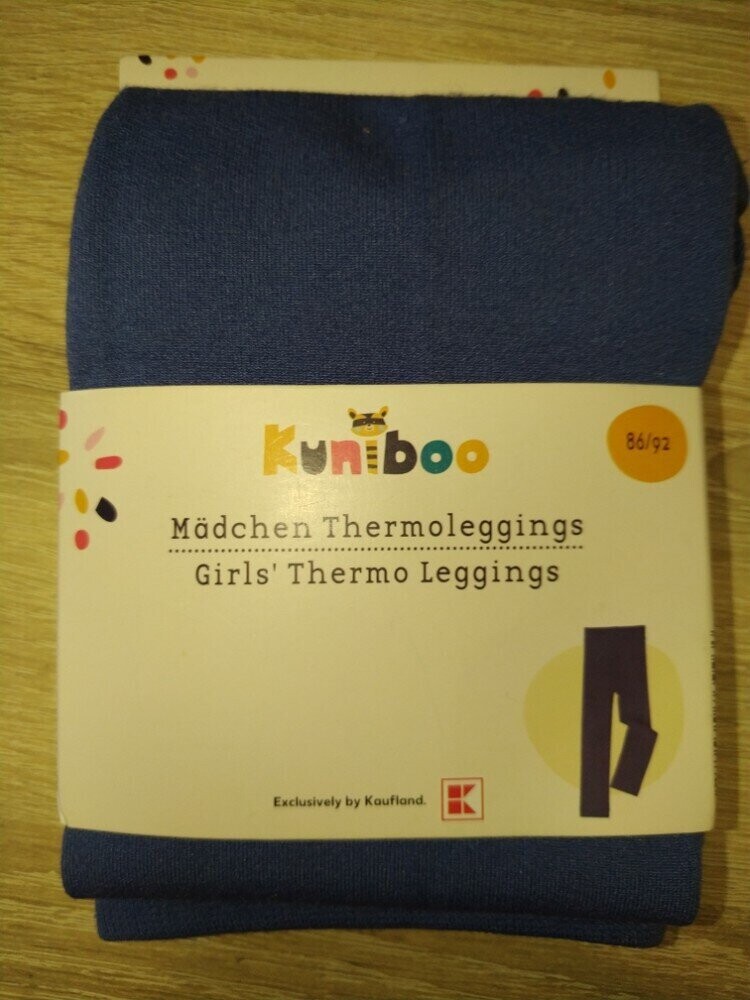 Kuniboo
86/92
Mädchen Thermoleggings
Girls' Thermo Leggings
Exclusively by Kaufland.